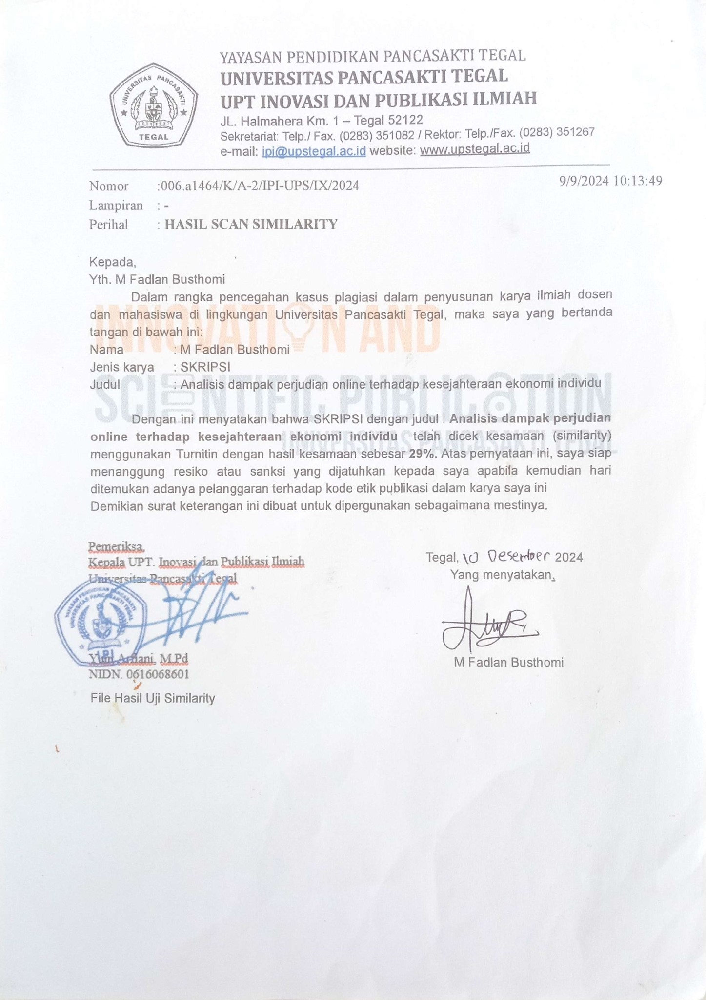 YAYASAN PENDIDIKAN PANCASAKTI TEGAL
UNIVERSITAS PANCASAKTI TEGAL
UPT INOVASI DAN PUBLIKASI ILMIAH
JL. Halmahera Km. 1 – Tegal 52122
Sekretariat: Telp./ Fax. (0283) 351082 / Rektor: Telp./Fax. (0283) 351267
e-mail: ipi@upstegal.ac.id website: www.upstegal.ac.id
UNIVERSITAS PANCASAKTI
TEGAL
Nomor :006.a1464/K/A-2/IPI-UPS/IX/2024
9/9/2024 10:13:49
Lampiran : -
Perihal : HASIL SCAN SIMILARITY
Kepada,
Yth. M Fadlan Busthomi
Dalam rangka pencegahan kasus plagiasi dalam penyusunan karya ilmiah dosen
dan mahasiswa di lingkungan Universitas Pancasakti Tegal, maka saya yang bertanda
tangan di bawah ini:
Nama : M Fadlan Busthomi
Jenis karya : SKRIPSI
Judul : Analisis dampak perjudian online terhadap kesejahteraan ekonomi individu
INNOVATION AND
SCIENTIFIC PUBLICATION
UNIVERSITAS PANCASAKTI TEGAL
Dengan ini menyatakan bahwa SKRIPSI dengan judul : Analisis dampak perjudian
online terhadap kesejahteraan ekonomi individu telah dicek kesamaan (similarity)
menggunakan Turnitin dengan hasil kesamaan sebesar 29%. Atas pernyataan ini, saya siap
menanggung resiko atau sanksi yang dijatuhkan kepada saya apabila kemudian hari
ditemukan adanya pelanggaran terhadap kode etik publikasi dalam karya saya ini
Demikian surat keterangan ini dibuat untuk dipergunakan sebagaimana mestinya.
Pemeriksa,
Kepala UPT. Inovasi dan Publikasi Ilmiah
Universitas Pancasakti Tegal
YAYASAN PENDIDIKAN PANCASAKTI
UNIVERSITAS PANCASAKTI TEGAL
IPI
Arfiani, M.Pd
NIDN. 0616068601
File Hasil Uji Similarity
Tegal, 10 Desember 2024
Yang menyatakan,
M Fadlan Busthomi